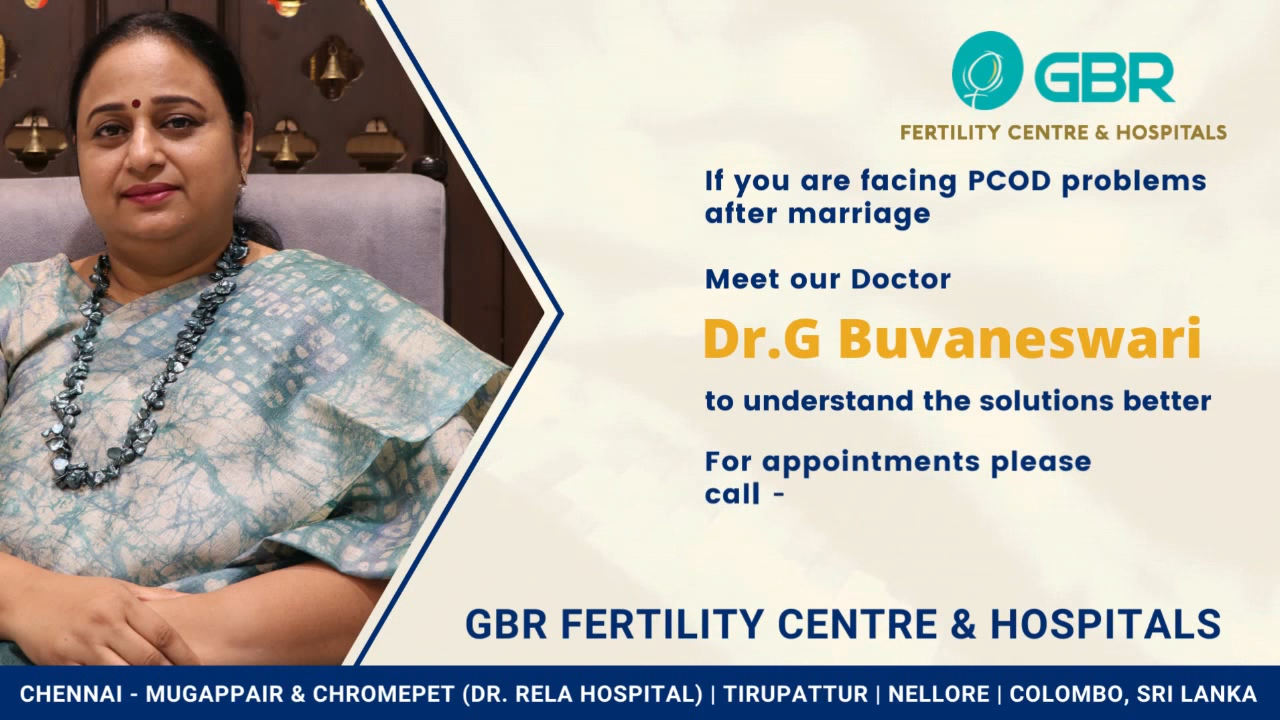 GBR
FERTILITY CENTRE & HOSPITALS
If you are facing PCOD problems
after marriage
Meet our Doctor
Dr.G Buvaneswari
to understand the solutions better
For appointments please
call -
GBR FERTILITY CENTRE & HOSPITALS
CHENNAI - MUGAPPAIR & CHROMEPET (DR. RELA HOSPITAL) | TIRUPATTUR | NELLORE | COLOMBO, SRI LANKA